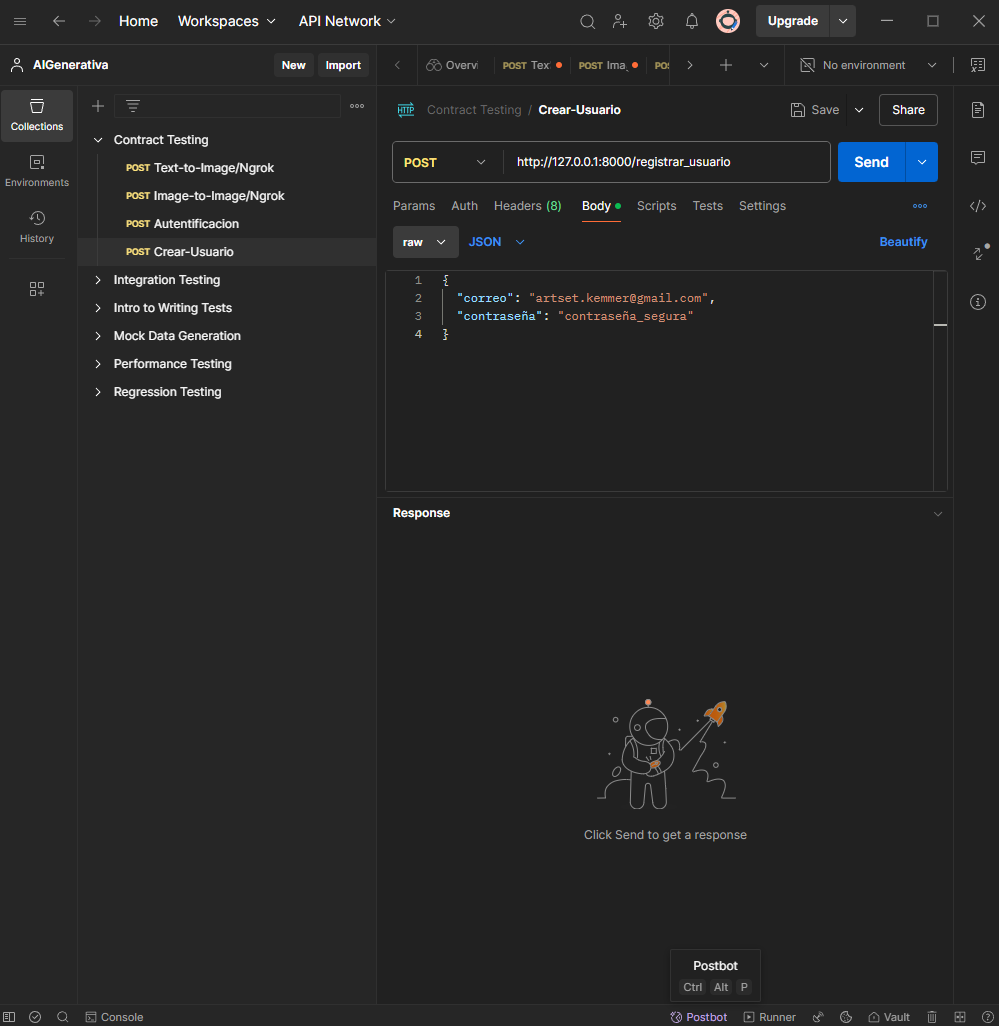 Home Workspaces API Network Upgrade
AIGenerativa New Import Overvi POST Tex POST Ima No environment
Collections
Environments
History
Contract Testing
POST Text-to-Image/Ngrok
POST Image-to-Image/Ngrok
POST Autentificacion
POST Crear-Usuario
Integration Testing
Intro to Writing Tests
Mock Data Generation
Performance Testing
Regression Testing
HTTP Contract Testing / Crear-Usuario Save Share
POST http://127.0.0.1:8000/registrar_usuario Send
Params Auth Headers (8) Body Scripts Tests Settings
raw JSON Beautify
1 {
2 "correo": "artset.kemmer@gmail.com",
3 "contraseña": "contraseña_segura"
4 }
Response
Click Send to get a response
Postbot
Ctrl Alt P
Console Postbot Runner Vault